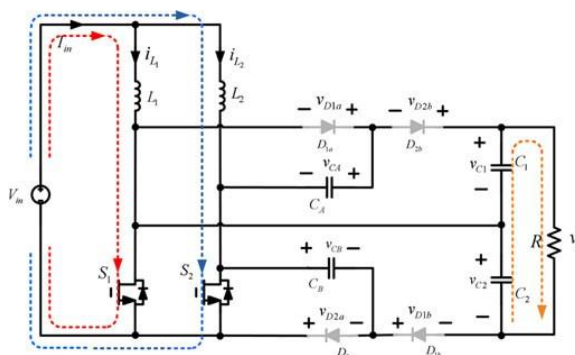 I_in i_L1 i_L2
L_1 L_2
− v_D1a + − v_D2b +
D_1a D_2b
+
− v_CA +
C_A
v_C1 C_1
−
V_in
R v
S_1 S_2
+ v_CB −
C_B
+
v_C2 C_2
−
+ v_D2a − + v_D1b −